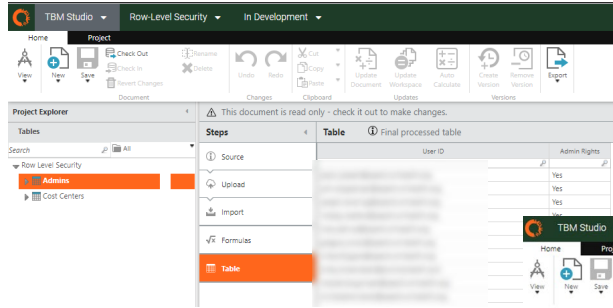 TBM Studio Row-Level Security In Development
Home Project
View New Save Check Out Check In Revert Changes Rename Delete Undo Redo Cut Copy Paste Update Document Update Workspace Auto Calculate Create Version Remove Version Export
Document Changes Clipboard Updates Versions
Project Explorer This document is read only - check it out to make changes.
Tables Steps Table Final processed table
Search All Source User ID Admin Rights
Row Level Security
Admins Upload Yes
Cost Centers Yes
Import Yes
Yes
Formulas TBM Studio
Home Pro
Table View New Save